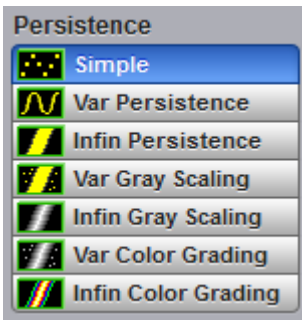 Persistence
Simple
Var Persistence
Infin Persistence
Var Gray Scaling
Infin Gray Scaling
Var Color Grading
Infin Color Grading